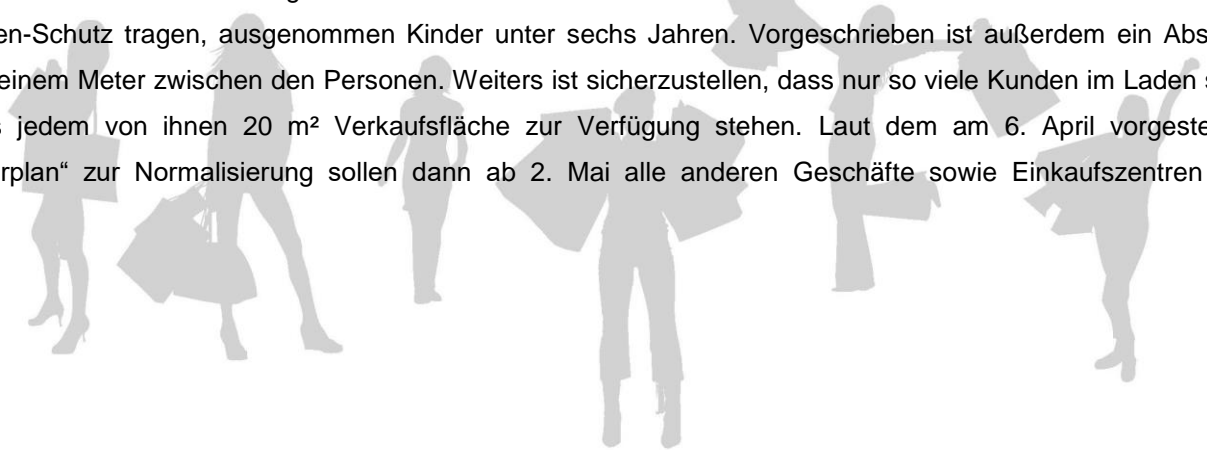 en-Schutz tragen, ausgenommen Kinder unter sechs Jahren. Vorgeschrieben ist außerdem ein Abs
einem Meter zwischen den Personen. Weiters ist sicherzustellen, dass nur so viele Kunden im Laden s
s jedem von ihnen 20 m² Verkaufsfläche zur Verfügung stehen. Laut dem am 6. April vorgeste
rplan“ zur Normalisierung sollen dann ab 2. Mai alle anderen Geschäfte sowie Einkaufszentren